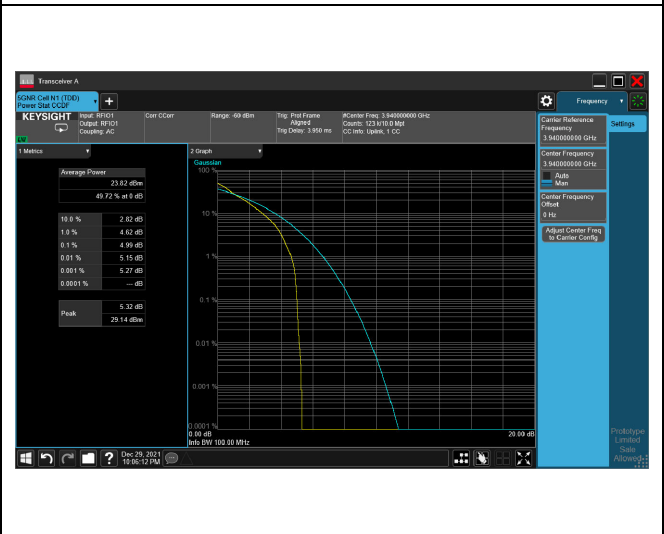 Transceiver A
5GNR Cell N1 (TDD)
Power Stat CCDF
Frequency
KEYSIGHT
LW
Input: RFIO1
Output: RFIO1
Coupling: AC
Corr CCorr
Range: -60 dBm
Trig: Prdt Frame
Aligned
Trig Delay: 3.950 ms
#Center Freq: 3.940000000 GHz
Counts: 123 k/10.0 Mpt
CC Info: Uplink, 1 CC
1 Metrics
2 Graph
Average Power
23.82 dBm
49.72 % at 0 dB
10.0 % 2.82 dB
1.0 % 4.62 dB
0.1 % 4.99 dB
0.01 % 5.15 dB
0.001 % 5.27 dB
0.0001 % --- dB
Peak
5.32 dB
29.14 dBm
Gaussian
100 %
10 %
1 %
0.1 %
0.01 %
0.001 %
0.0001 %
0.00 dB
20.00 dB
Info BW 100.00 MHz
Settings
Carrier Reference
Frequency
3.940000000 GHz
Center Frequency
3.940000000 GHz
Auto
Man
Center Frequency
Offset
0 Hz
Adjust Center Freq
to Carrier Config
Prototype
Limited
Sale
Allowed
?
Dec 29, 2021
10:06:12 PM